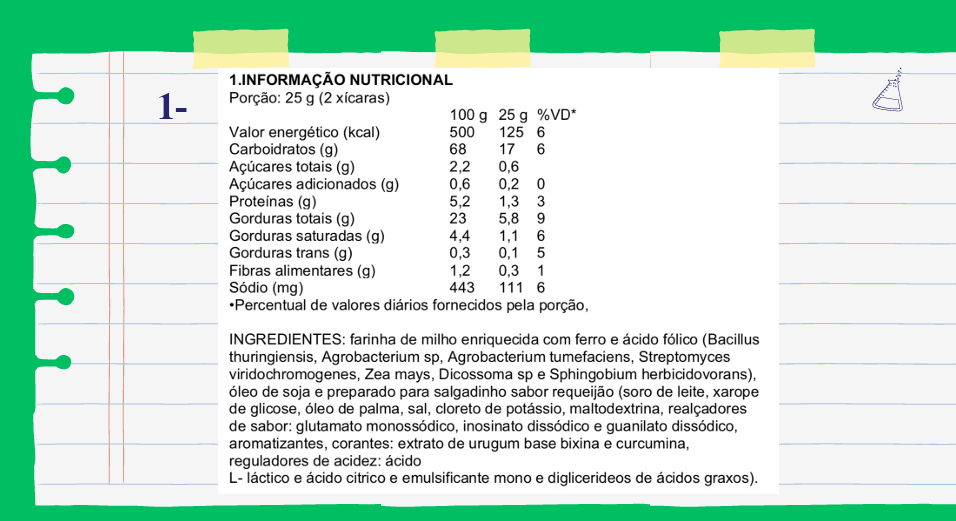 1-
1.INFORMAÇÃO NUTRICIONAL
Porção: 25 g (2 xícaras)
100 g 25 g %VD*
Valor energético (kcal) 500 125 6
Carboidratos (g) 68 17 6
Açúcares totais (g) 2,2 0,6
Açúcares adicionados (g) 0,6 0,2 0
Proteínas (g) 5,2 1,3 3
Gorduras totais (g) 23 5,8 9
Gorduras saturadas (g) 4,4 1,1 6
Gorduras trans (g) 0,3 0,1 5
Fibras alimentares (g) 1,2 0,3 1
Sódio (mg) 443 111 6
•Percentual de valores diários fornecidos pela porção,
INGREDIENTES: farinha de milho enriquecida com ferro e ácido fólico (Bacillus
thuringiensis, Agrobacterium sp, Agrobacterium tumefaciens, Streptomyces
viridochromogenes, Zea mays, Dicossoma sp e Sphingobium herbicidovorans),
óleo de soja e preparado para salgadinho sabor requeijão (soro de leite, xarope
de glicose, óleo de palma, sal, cloreto de potássio, maltodextrina, realçadores
de sabor: glutamato monossódico, inosinato dissódico e guanilato dissódico,
aromatizantes, corantes: extrato de urugum base bixina e curcumina,
reguladores de acidez: ácido
L- láctico e ácido citrico e emulsificante mono e diglicerideos de ácidos graxos).